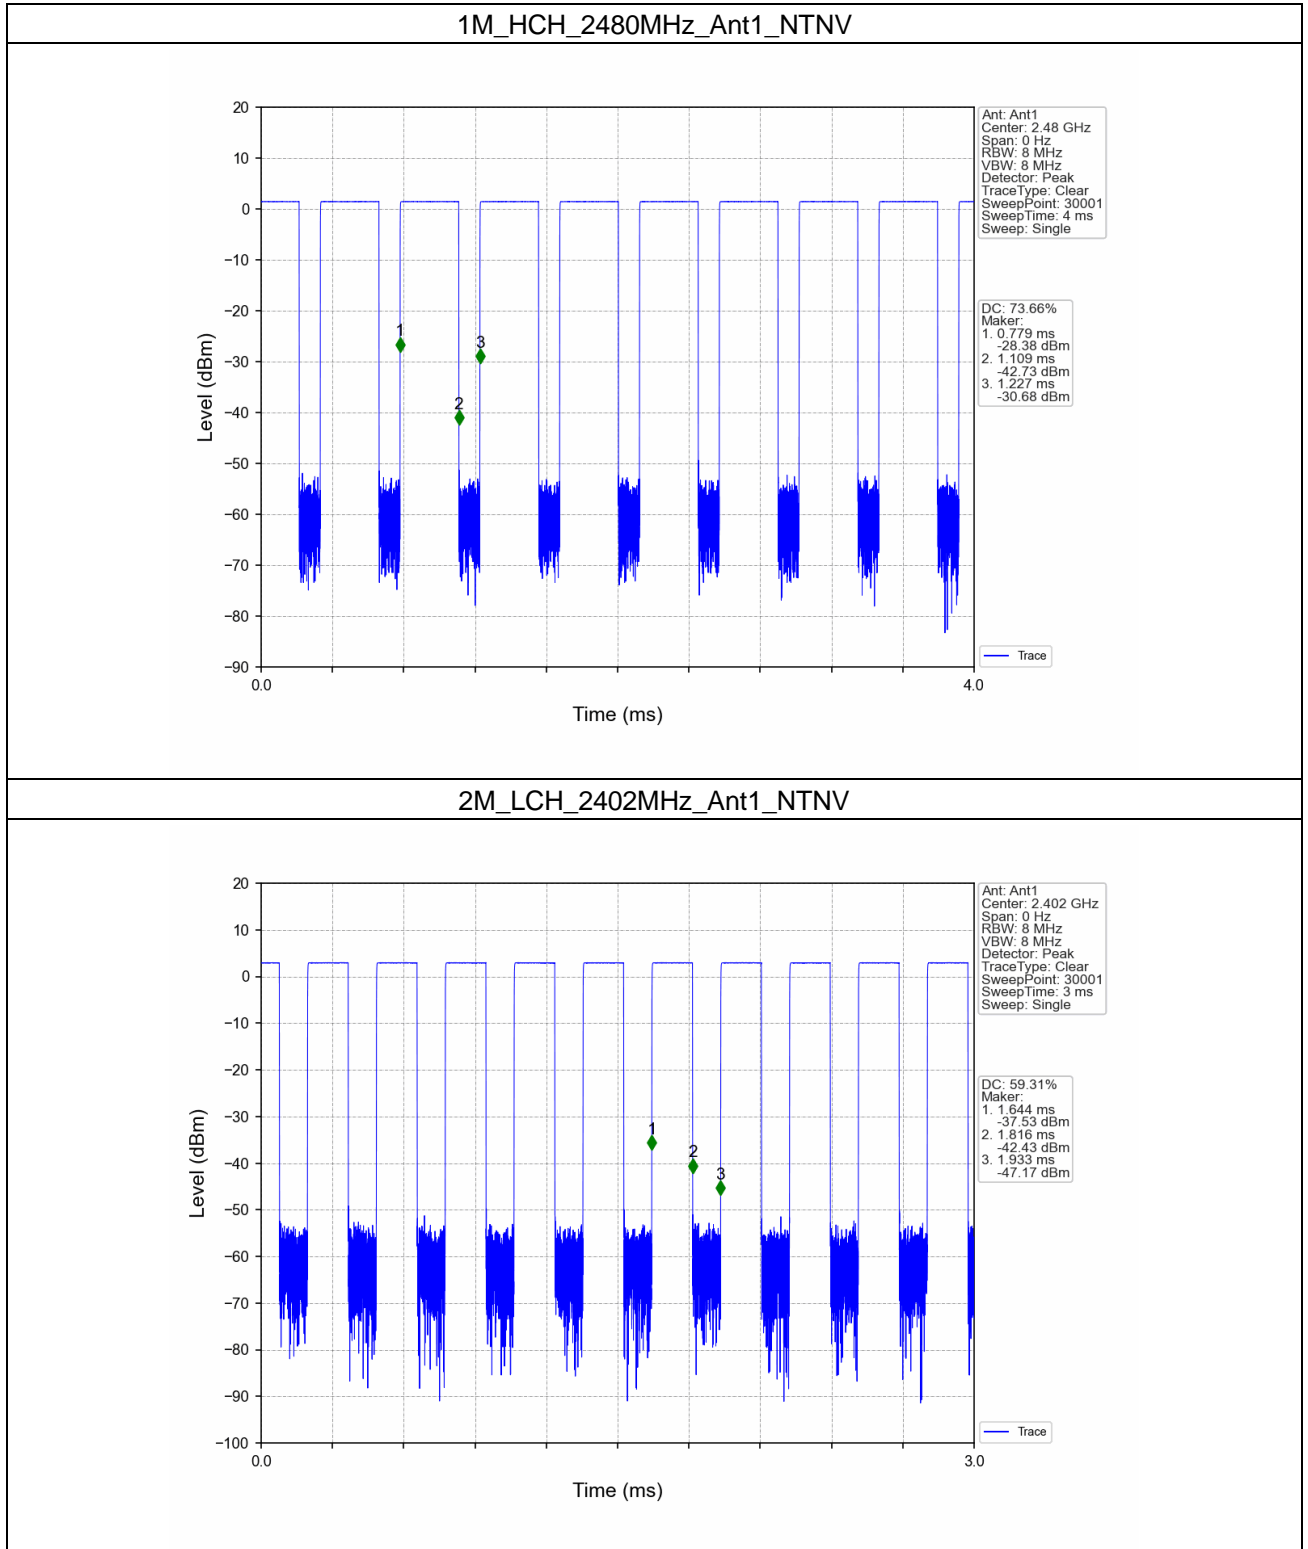 1M_HCH_2480MHz_Ant1_NTNV
20
10
0
−10
−20
−30
−40
−50
−60
−70
−80
−90
Level (dBm)
0.0
4.0
Time (ms)
1
2
3
Ant: Ant1
Center: 2.48 GHz
Span: 0 Hz
RBW: 8 MHz
VBW: 8 MHz
Detector: Peak
TraceType: Clear
SweepPoint: 30001
SweepTime: 4 ms
Sweep: Single
DC: 73.66%
Maker:
1. 0.779 ms
-28.38 dBm
2. 1.109 ms
-42.73 dBm
3. 1.227 ms
-30.68 dBm
Trace
2M_LCH_2402MHz_Ant1_NTNV
20
10
0
−10
−20
−30
−40
−50
−60
−70
−80
−90
−100
Level (dBm)
0.0
3.0
Time (ms)
1
2
3
Ant: Ant1
Center: 2.402 GHz
Span: 0 Hz
RBW: 8 MHz
VBW: 8 MHz
Detector: Peak
TraceType: Clear
SweepPoint: 30001
SweepTime: 3 ms
Sweep: Single
DC: 59.31%
Maker:
1. 1.644 ms
-37.53 dBm
2. 1.816 ms
-42.43 dBm
3. 1.933 ms
-47.17 dBm
Trace